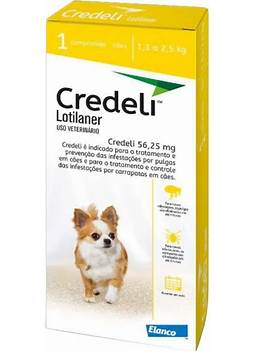 1 comprimido cães 1,3 a 2,5 kg
Credeli™
Lotilaner
USO VETERINÁRIO
Credeli 56,25 mg
Credeli é indicado para o tratamento e
prevenção das infestações por pulgas
em cães e para o tratamento e controle
das infestações por carrapatos em cães.
Elanco